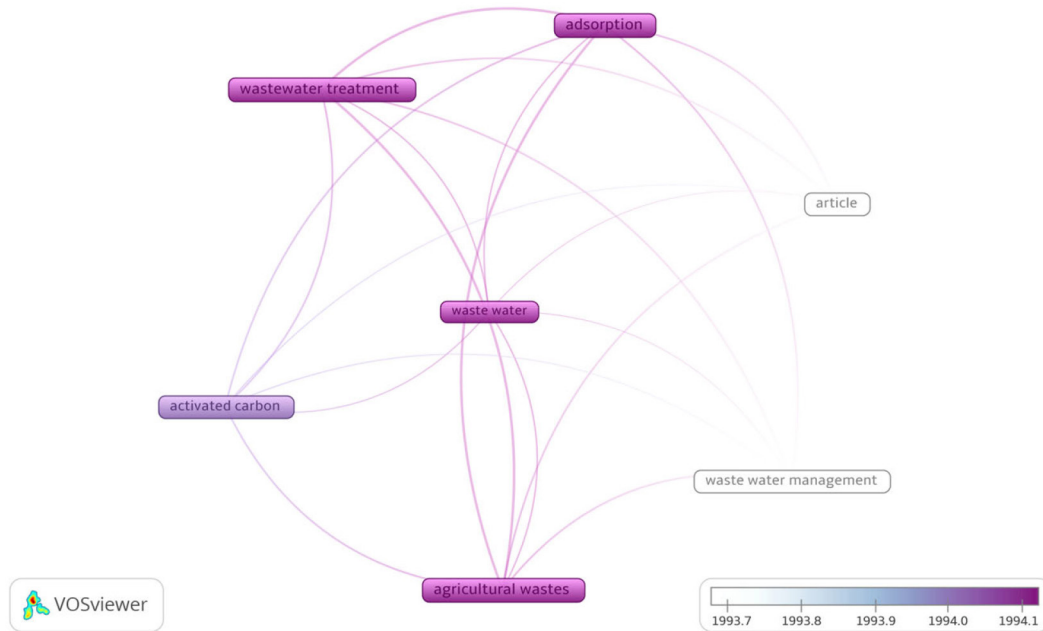 adsorption
wastewater treatment
article
waste water
activated carbon
waste water management
agricultural wastes
VOSviewer
1993.7 1993.8 1993.9 1994.0 1994.1